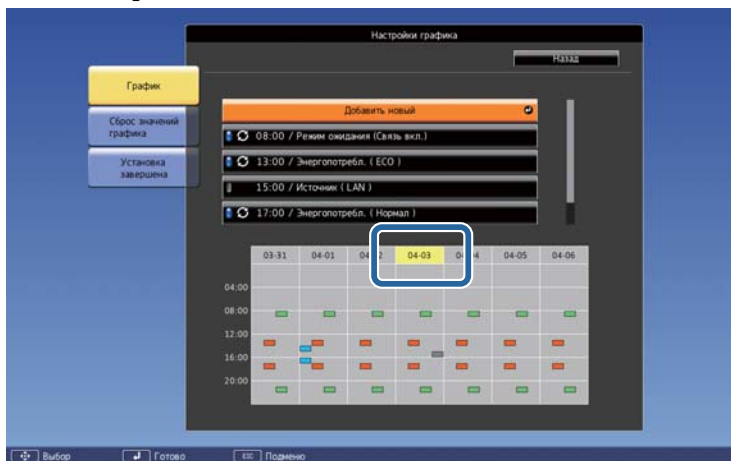 Настройки графика
Назад
График
Сброс значений
графика
Установка
завершена
Добавить новый
08:00 / Режим ожидания (Связь вкл.)
13:00 / Энергопотребл. ( ECO )
15:00 / Источник ( LAN )
17:00 / Энергопотребл. ( Нормал )
03-31 04-01 04-03 04-05 04-06
04:00
08:00
12:00
16:00
20:00
Выбор Готово Esc Подменю